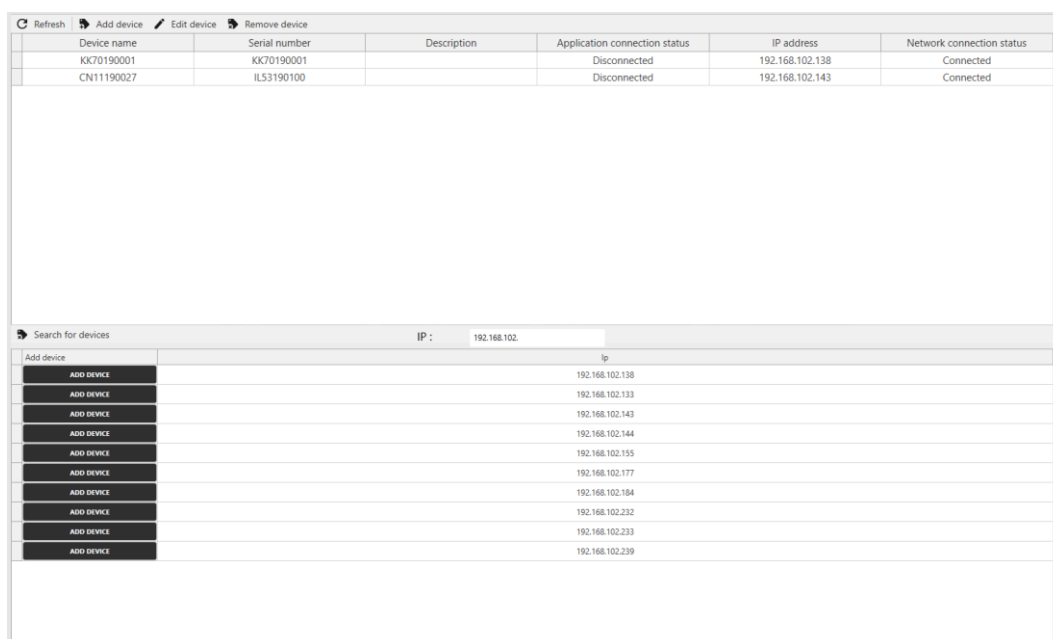 Refresh Add device Edit device Remove device
Device name Serial number Description Application connection status IP address Network connection status
KK70190001 KK70190001 Disconnected 192.168.102.138 Connected
CN11190027 IL53190100 Disconnected 192.168.102.143 Connected
Search for devices IP : 192.168.102.
Add device Ip
ADD DEVICE 192.168.102.138
ADD DEVICE 192.168.102.133
ADD DEVICE 192.168.102.143
ADD DEVICE 192.168.102.144
ADD DEVICE 192.168.102.155
ADD DEVICE 192.168.102.177
ADD DEVICE 192.168.102.184
ADD DEVICE 192.168.102.232
ADD DEVICE 192.168.102.233
ADD DEVICE 192.168.102.239